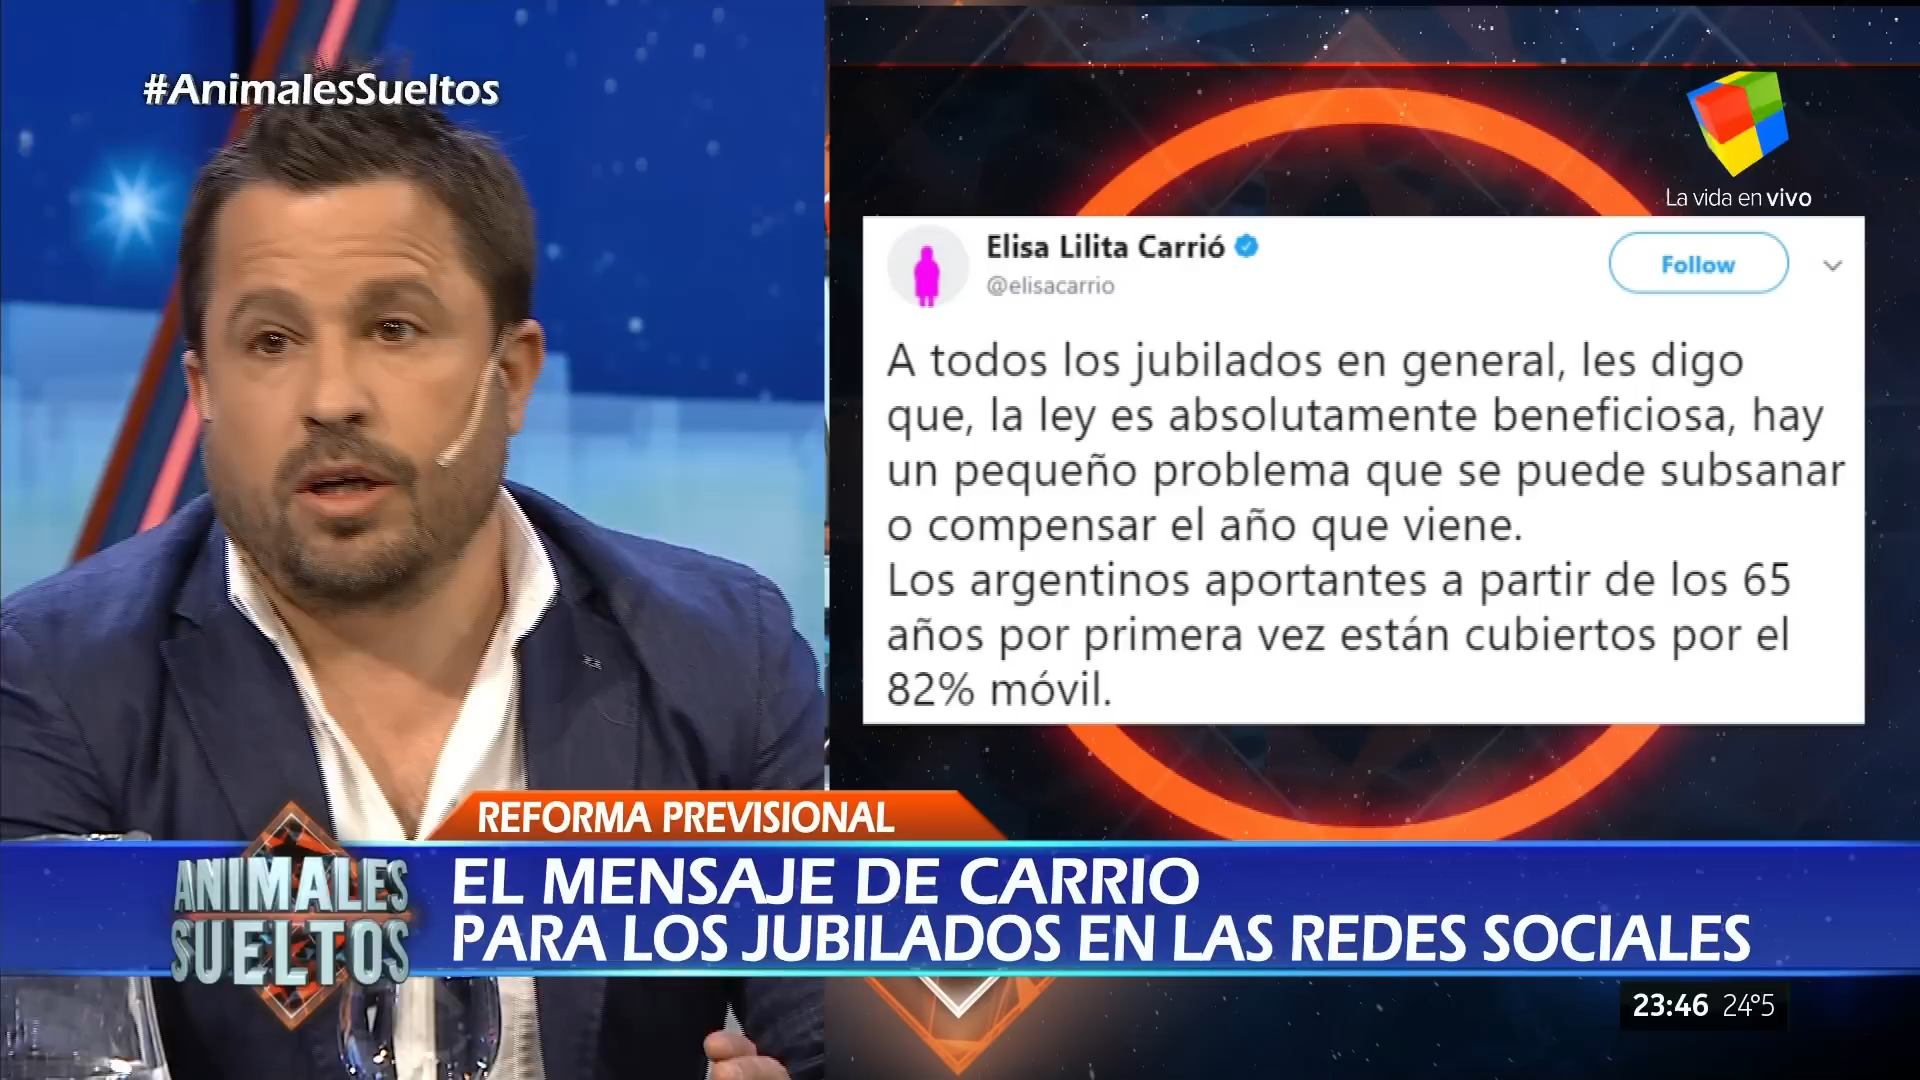 #AnimalesSueltos
La vida en vivo
Elisa Lilita Carrió
@elisacarrio
Follow
A todos los jubilados en general, les digo
que, la ley es absolutamente beneficiosa, hay
un pequeño problema que se puede subsanar
o compensar el año que viene.
Los argentinos aportantes a partir de los 65
años por primera vez están cubiertos por el
82% móvil.
REFORMA PREVISIONAL
ANIMALES
SUELTOS
EL MENSAJE DE CARRIO
PARA LOS JUBILADOS EN LAS REDES SOCIALES
23:46 24°5